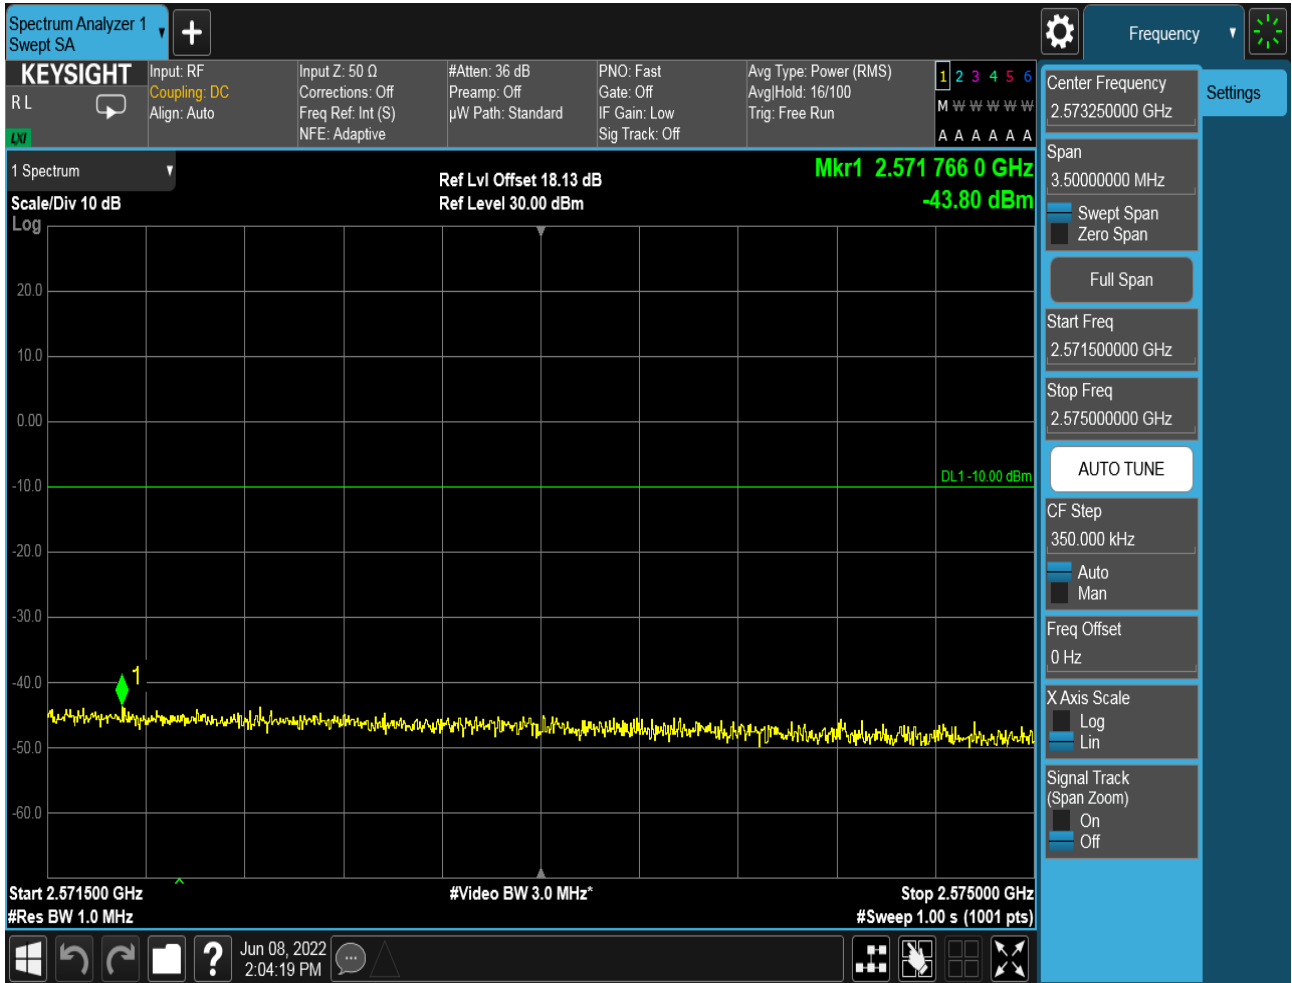 Spectrum Analyzer 1
Swept SA
Frequency
KEYSIGHT
R L
LXI
Input: RF
Coupling: DC
Align: Auto
Input Z: 50 Ω
Corrections: Off
Freq Ref: Int (S)
NFE: Adaptive
#Atten: 36 dB
Preamp: Off
µW Path: Standard
PNO: Fast
Gate: Off
IF Gain: Low
Sig Track: Off
Avg Type: Power (RMS)
Avg|Hold: 16/100
Trig: Free Run
1 2 3 4 5 6
M W W W W W
A A A A A A
1 Spectrum
Scale/Div 10 dB
Log
Ref Lvl Offset 18.13 dB
Ref Level 30.00 dBm
Mkr1 2.571 766 0 GHz
-43.80 dBm
20.0
10.0
0.00
-10.0
-20.0
-30.0
-40.0
-50.0
-60.0
DL1 -10.00 dBm
1
Start 2.571500 GHz
#Res BW 1.0 MHz
#Video BW 3.0 MHz*
Stop 2.575000 GHz
#Sweep 1.00 s (1001 pts)
Center Frequency
2.573250000 GHz
Settings
Span
3.50000000 MHz
Swept Span
Zero Span
Full Span
Start Freq
2.571500000 GHz
Stop Freq
2.575000000 GHz
AUTO TUNE
CF Step
350.000 kHz
Auto
Man
Freq Offset
0 Hz
X Axis Scale
Log
Lin
Signal Track
(Span Zoom)
On
Off
?
Jun 08, 2022
2:04:19 PM